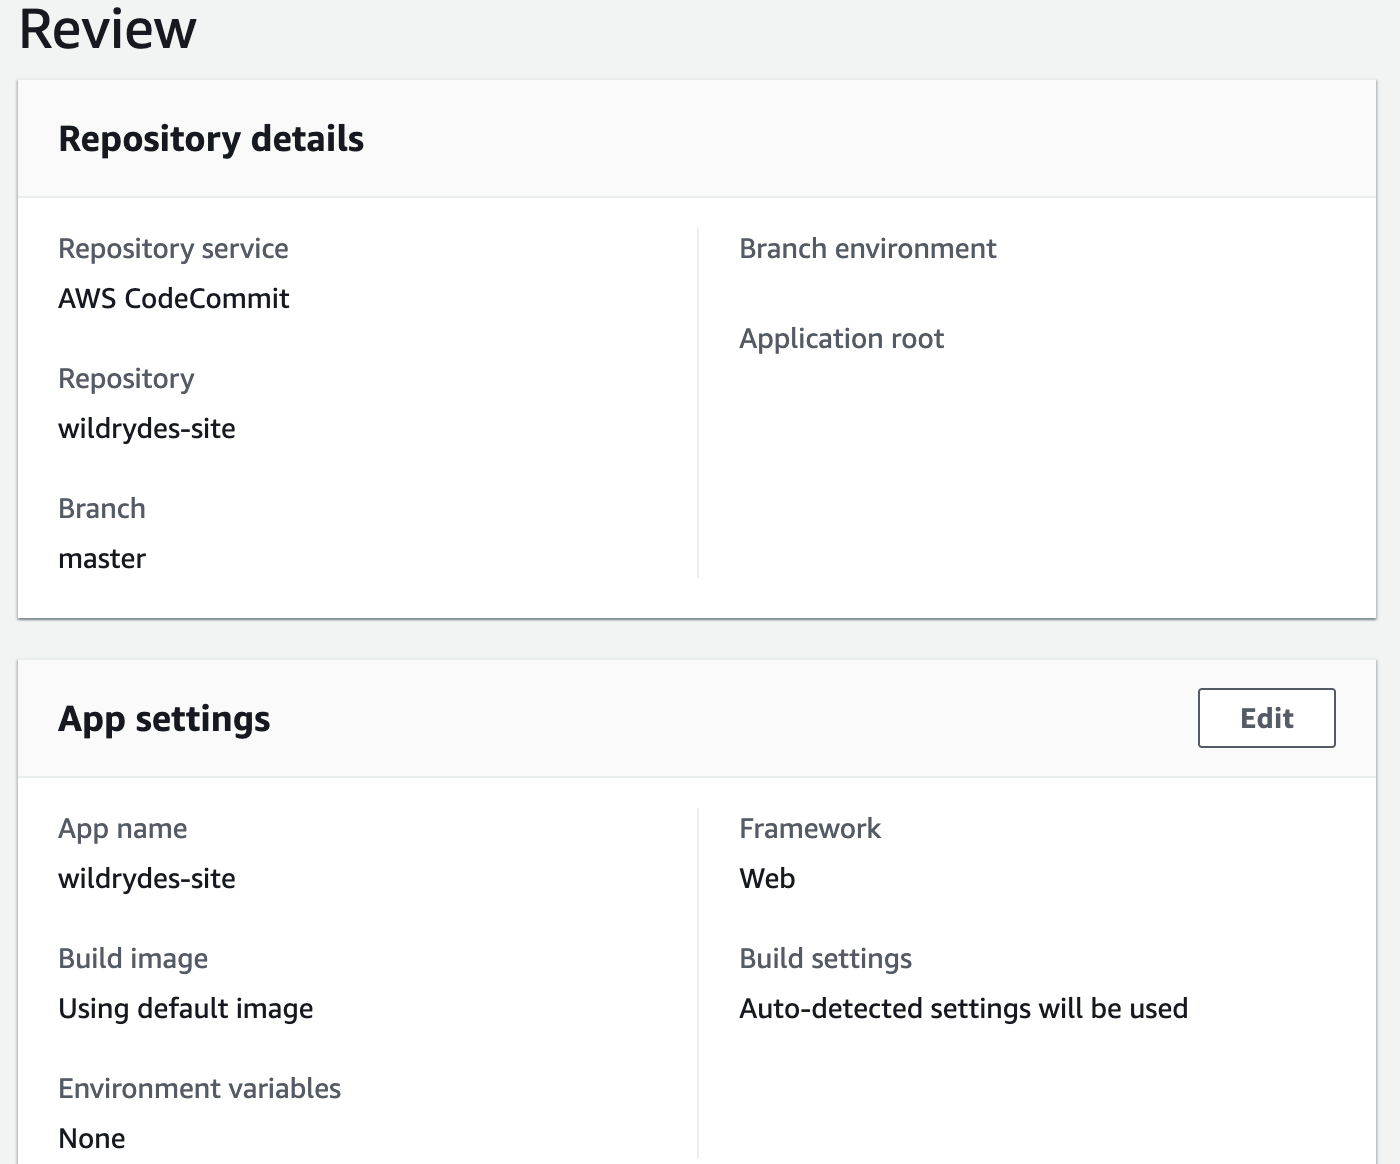 Review
Repository details
Repository service
AWS CodeCommit
Repository
wildrydes-site
Branch
master
Branch environment
Application root
App settings
Edit
App name
wildrydes-site
Build image
Using default image
Environment variables
None
Framework
Web
Build settings
Auto-detected settings will be used